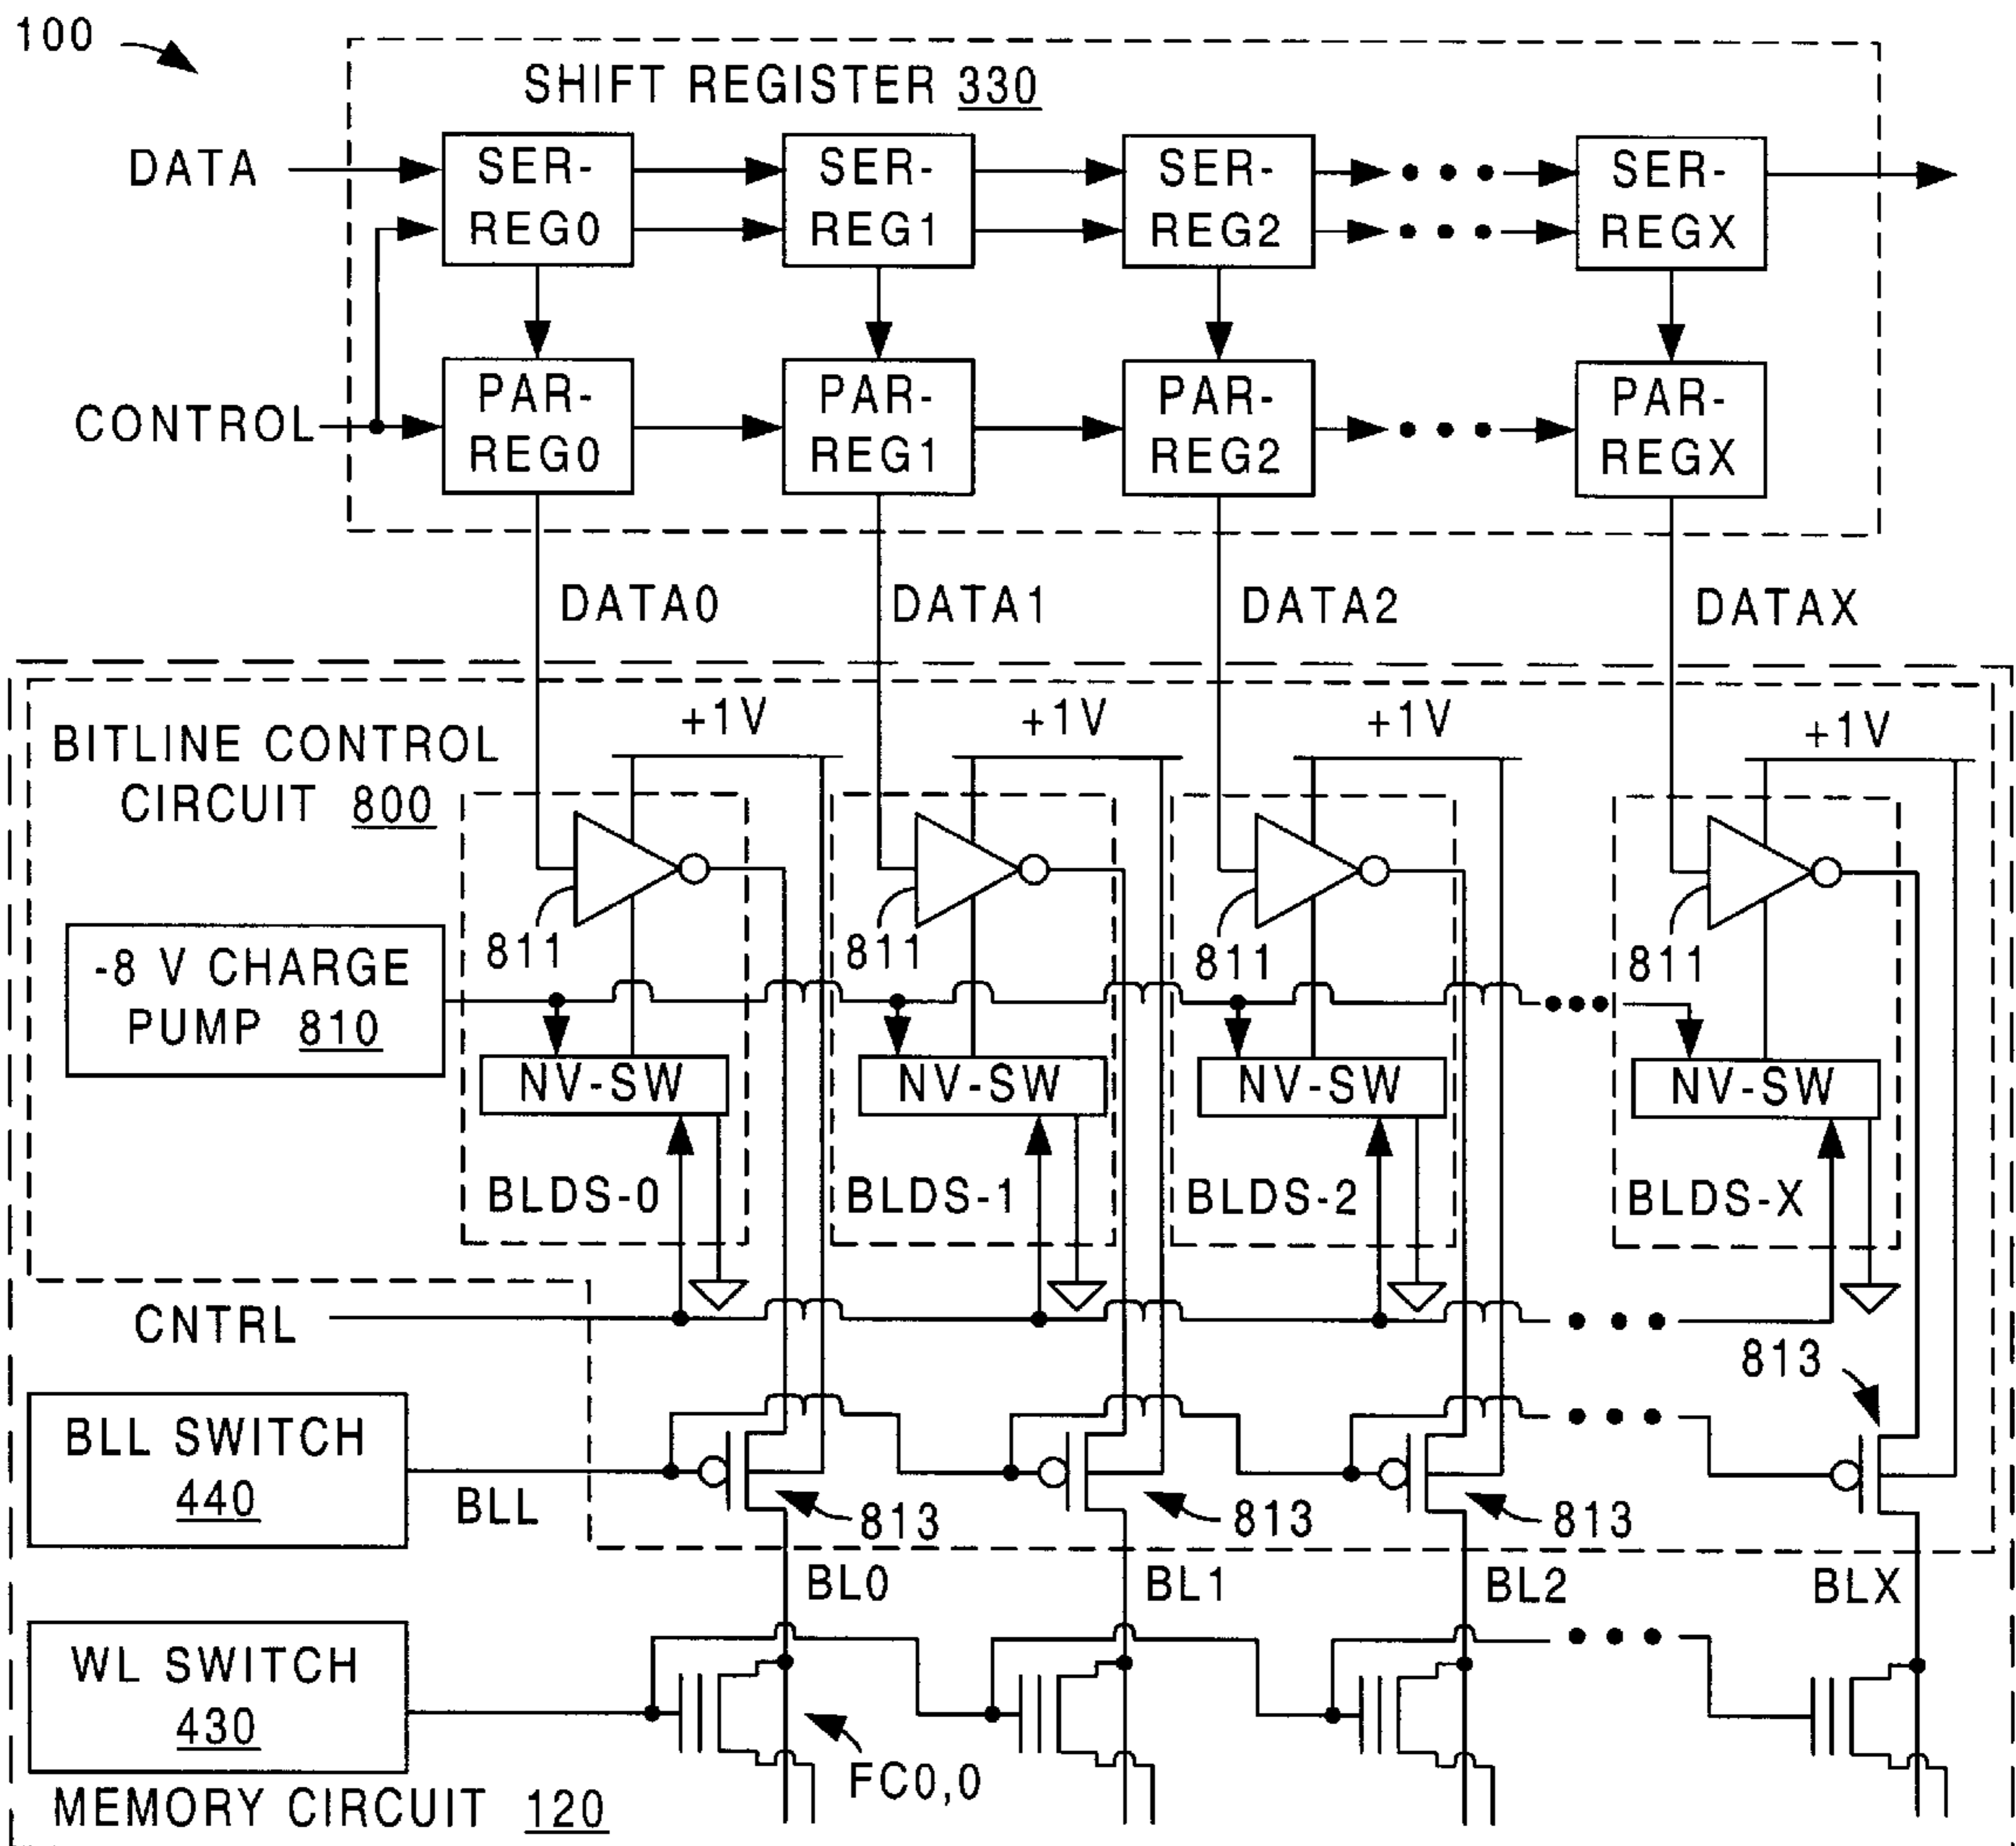 100
SHIFT REGISTER 330
DATA
SER-
REG0
SER-
REG1
SER-
REG2
SER-
REGX
CONTROL
PAR-
REG0
PAR-
REG1
PAR-
REG2
PAR-
REGX
DATA0
DATA1
DATA2
DATAX
BITLINE CONTROL
CIRCUIT 800
+1V
+1V
+1V
+1V
811
811
811
811
-8 V CHARGE
PUMP 810
NV-SW
NV-SW
NV-SW
NV-SW
BLDS-0
BLDS-1
BLDS-2
BLDS-X
CNTRL
813
BLL SWITCH
440
BLL
813
813
813
BL0
BL1
BL2
BLX
WL SWITCH
430
FC0,0
MEMORY CIRCUIT 120